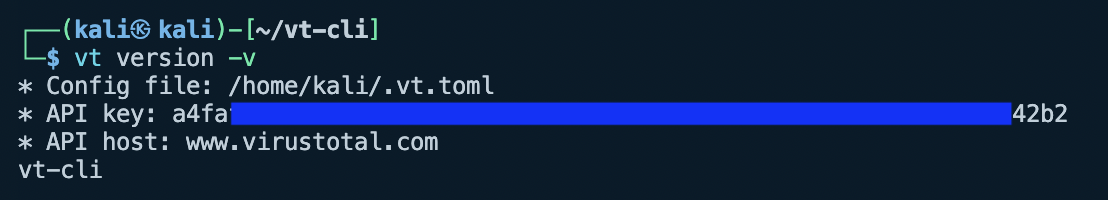 (kali㉿kali)-[~/vt-cli]
$ vt version -v
* Config file: /home/kali/.vt.toml
* API key: a4fa 42b2
* API host: www.virustotal.com
vt-cli